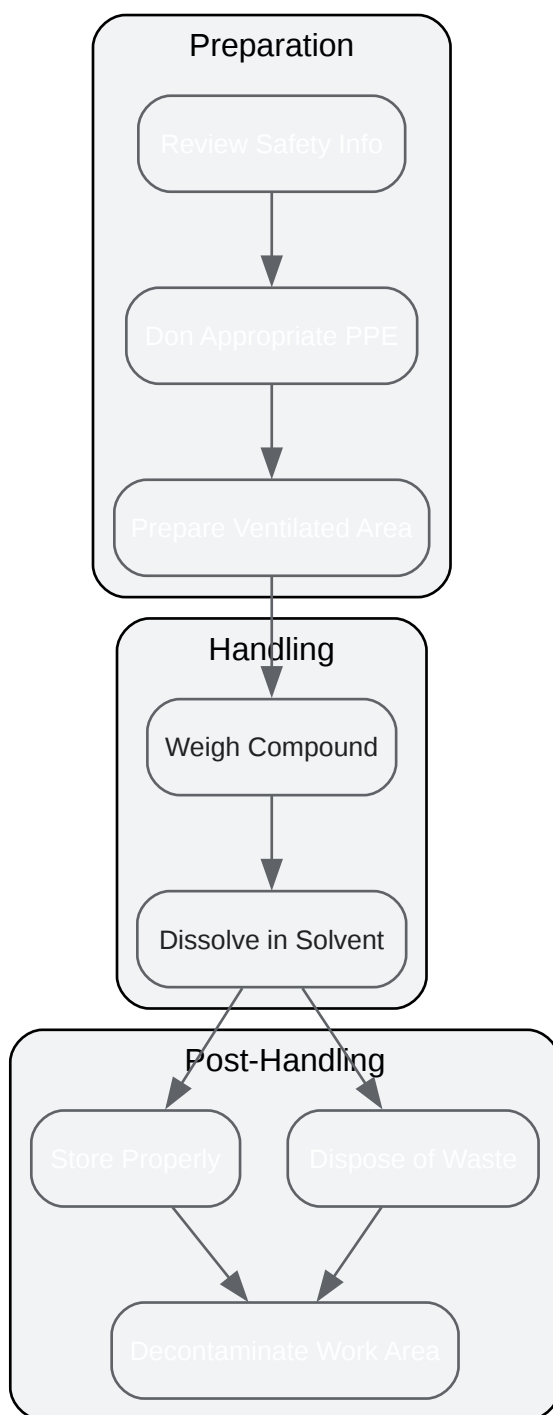 Preparation
Review Safety Info
Don Appropriate PPE
Prepare Ventilated Area
Handling
Weigh Compound
Dissolve in Solvent
Post-Handling
Store Properly
Dispose of Waste
Decontaminate Work Area